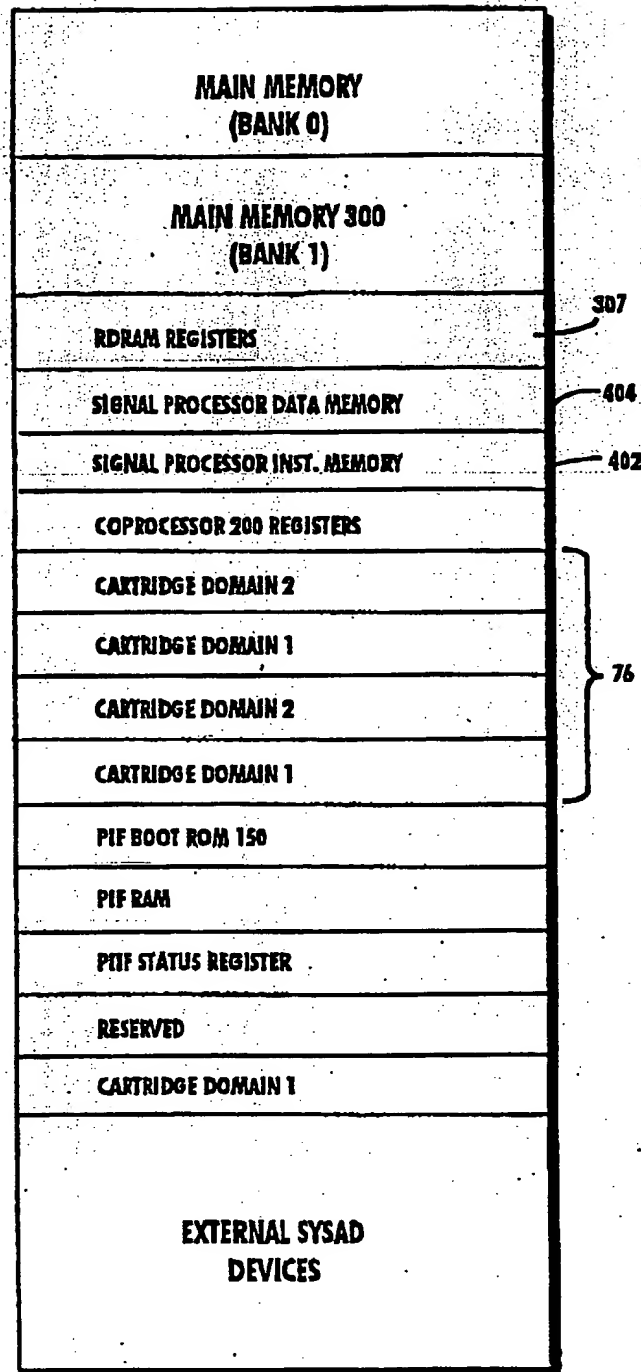 MAIN MEMORY
(BANK 0)
MAIN MEMORY 300
(BANK 1)
RDRAM REGISTERS
307
SIGNAL PROCESSOR DATA MEMORY
404
SIGNAL PROCESSOR INST. MEMORY
402
COPROCESSOR 200 REGISTERS
CARTRIDGE DOMAIN 2
CARTRIDGE DOMAIN 1
76
CARTRIDGE DOMAIN 2
CARTRIDGE DOMAIN 1
PIF BOOT ROM 150
PIF RAM
PIIF STATUS REGISTER
RESERVED
CARTRIDGE DOMAIN 1
EXTERNAL SYSAD
DEVICES